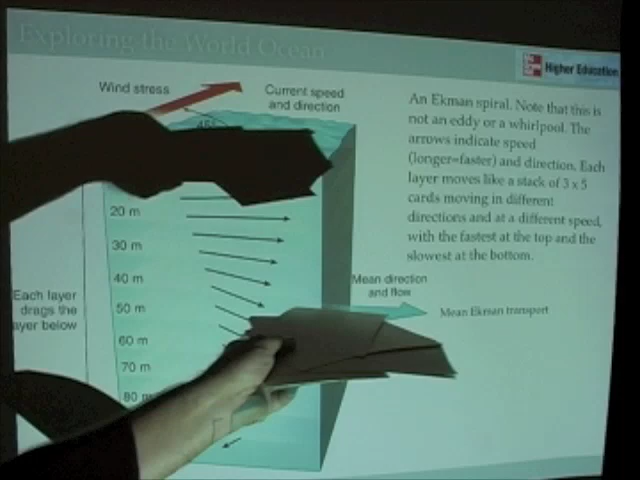 Exploring the World Ocean
Higher Education
Wind stress
Current speed
and direction
45°
20 m
30 m
40 m
50 m
60 m
70 m
80 m
Each layer
drags the
ayer below
An Ekman spiral. Note that this is
not an eddy or a whirlpool. The
arrows indicate speed
(longer=faster) and direction. Each
layer moves like a stack of 3 x 5
cards moving in different
directions and at a different speed,
with the fastest at the top and the
slowest at the bottom.
Mean direction
and flow
Mean Ekman transport